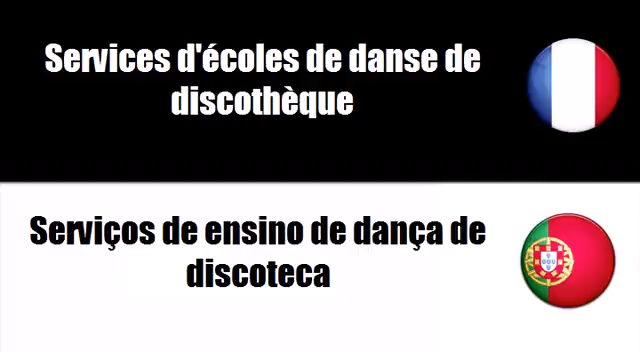 Services d'écoles de danse de
discothèque
Serviços de ensino de dança de
discoteca